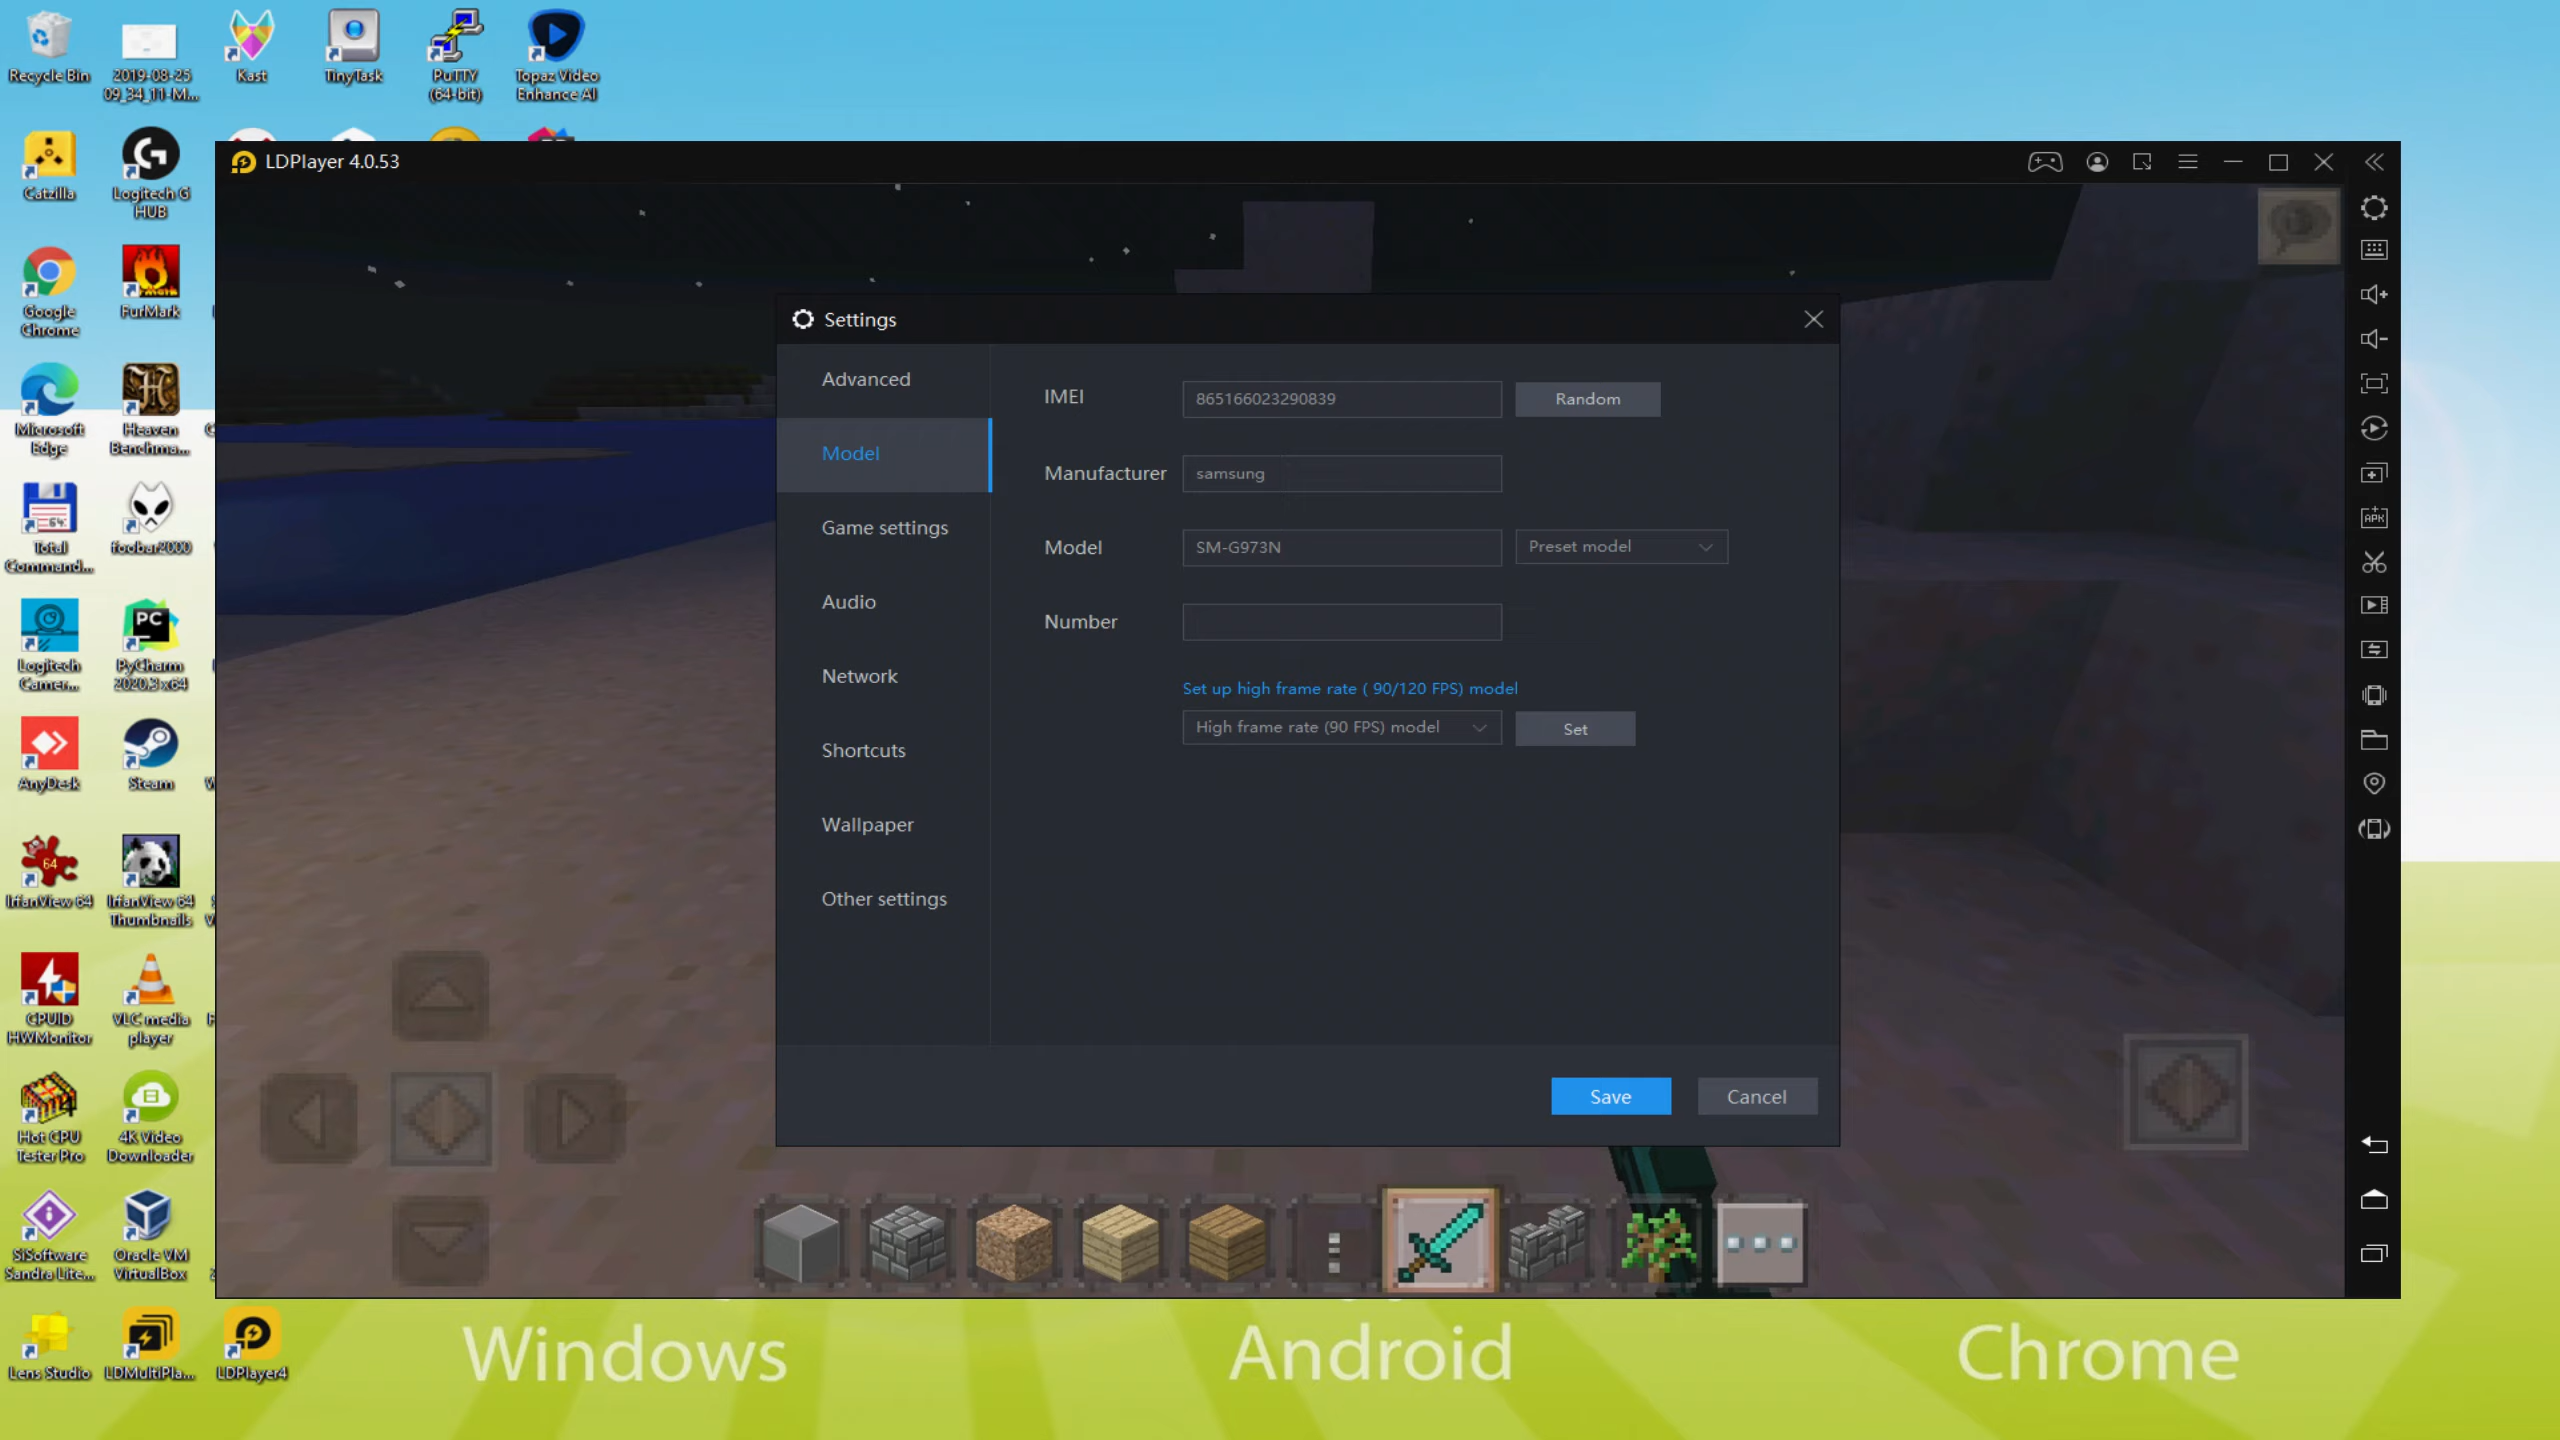 Recycle Bin
2019-08-25
09_34_11-M...
Kast
TinyTask
PuTTY
(64-bit)
Topaz Video
Enhance AI
Catzilla
Logitech G
HUB
Google
Chrome
FurMark
Microsoft
Edge
Heaven
Benchma...
Total
Command...
foobar2000
Logitech
Camer...
PyCharm
2020.3 x64
AnyDesk
Steam
IrfanView 64
IrfanView 64
Thumbnails
CPUID
HWMonitor
VLC media
player
Hot CPU
Tester Pro
4K Video
Downloader
SiSoftware
Sandra Lite...
Oracle VM
VirtualBox
Lens Studio
LDMultiPla...
LDPlayer4
LDPlayer 4.0.53
Settings
Advanced
Model
Game settings
Audio
Network
Shortcuts
Wallpaper
Other settings
IMEI
865166023290839
Random
Manufacturer
samsung
Model
SM-G973N
Preset model
Number
Set up high frame rate ( 90/120 FPS) model
High frame rate (90 FPS) model
Set
Save
Cancel
APK
Windows
Android
Chrome